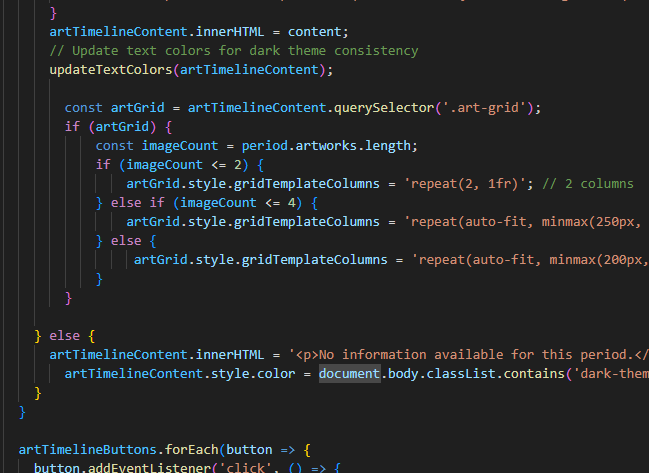 }
artTimelineContent.innerHTML = content;
// Update text colors for dark theme consistency
updateTextColors(artTimelineContent);
const artGrid = artTimelineContent.querySelector('.art-grid');
if (artGrid) {
const imageCount = period.artworks.length;
if (imageCount <= 2) {
artGrid.style.gridTemplateColumns = 'repeat(2, 1fr)'; // 2 columns
} else if (imageCount <= 4) {
artGrid.style.gridTemplateColumns = 'repeat(auto-fit, minmax(250px,
} else {
artGrid.style.gridTemplateColumns = 'repeat(auto-fit, minmax(200px,
}
}
} else {
artTimelineContent.innerHTML = '<p>No information available for this period.</
artTimelineContent.style.color = document.body.classList.contains('dark-them
}
}
artTimelineButtons.forEach(button => {
button.addEventListener('click', () => {